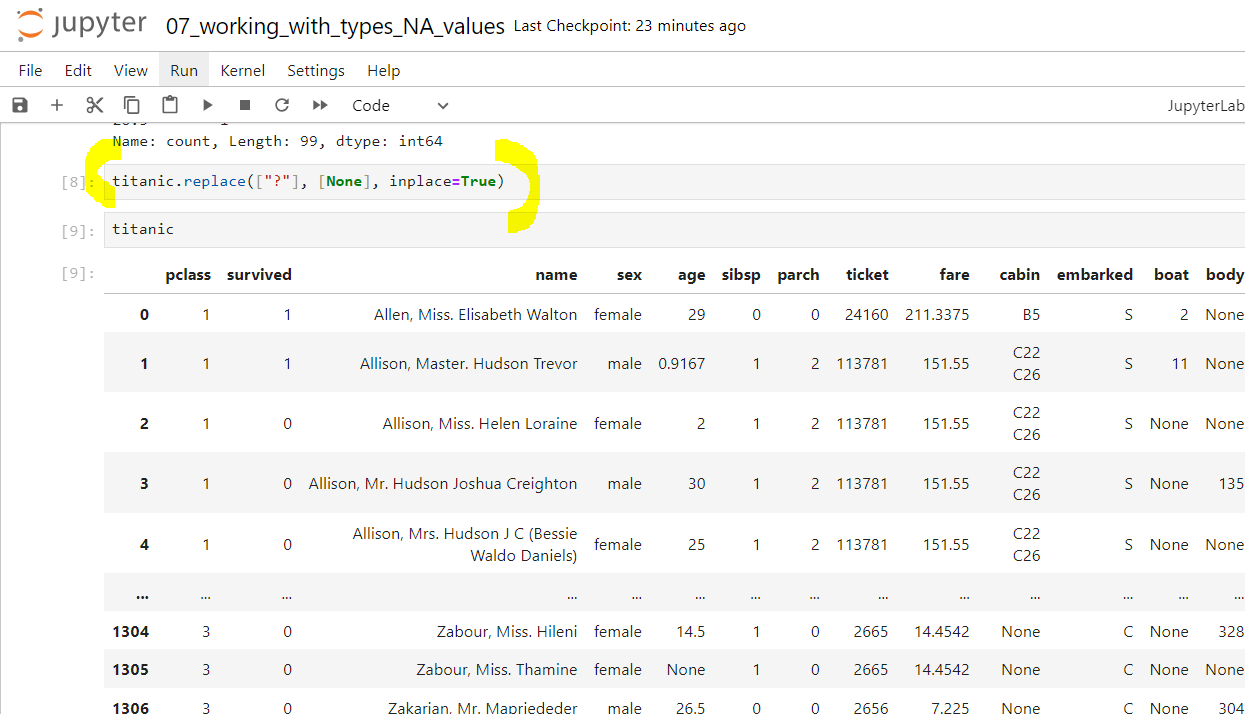 jupyter 07_working_with_types_NA_values Last Checkpoint: 23 minutes ago
File Edit View Run Kernel Settings Help
Code JupyterLab
Name: count, Length: 99, dtype: int64
[8]: titanic.replace(["?"], [None], inplace=True)
[9]: titanic
[9]: pclass survived name sex age sibsp parch ticket fare cabin embarked boat body
0 1 1 Allen, Miss. Elisabeth Walton female 29 0 0 24160 211.3375 B5 S 2 None
1 1 1 Allison, Master. Hudson Trevor male 0.9167 1 2 113781 151.55 C22 C26 S 11 None
2 1 0 Allison, Miss. Helen Loraine female 2 1 2 113781 151.55 C22 C26 S None None
3 1 0 Allison, Mr. Hudson Joshua Creighton male 30 1 2 113781 151.55 C22 C26 S None 135
4 1 0 Allison, Mrs. Hudson J C (Bessie Waldo Daniels) female 25 1 2 113781 151.55 C22 C26 S None None
... ... ... ... ... ... ... ... ... ... ... ... ... ...
1304 3 0 Zabour, Miss. Hileni female 14.5 1 0 2665 14.4542 None C None 328
1305 3 0 Zabour, Miss. Thamine female None 1 0 2665 14.4542 None C None None
1306 3 0 Zakarian, Mr. Mapriededer male 26.5 0 0 2656 7.225 None C None 304